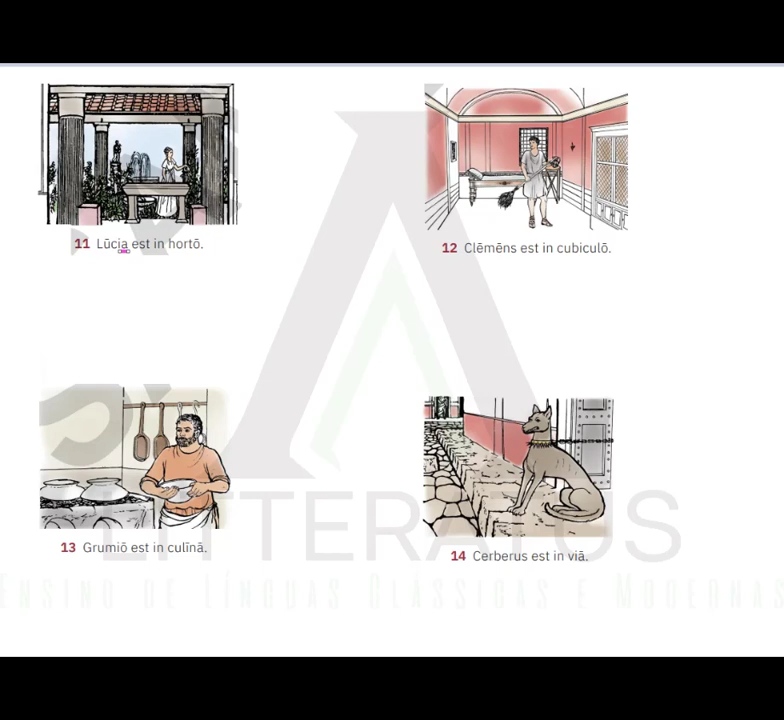 11 Lūcia est in hortō.
12 Clēmēns est in cubiculō.
13 Grumiō est in culīnā.
14 Cerberus est in viā.
LITTERATUS
ENSINO DE LÍNGUAS CLÁSSICAS E MODERNAS